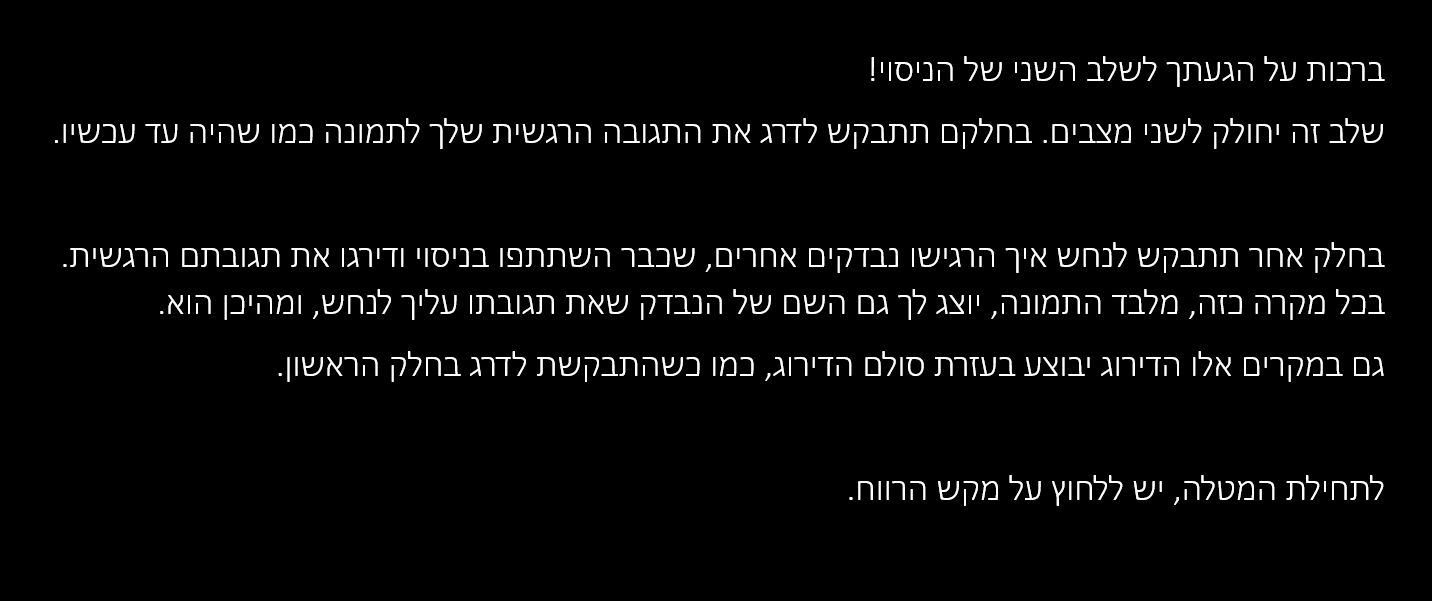 ברכות על הגעתך לשלב השני של הניסוי!
שלב זה יחולק לשני מצבים. בחלקם תתבקש לדרג את התגובה הרגשית שלך לתמונה כמו שהיה עד עכשיו.
בחלק אחר תתבקש לנחש איך הרגישו נבדקים אחרים, שכבר השתתפו בניסוי ודירגו את תגובתם הרגשית.
בכל מקרה כזה, מלבד התמונה, יוצג לך גם השם של הנבדק שאת תגובתו עליך לנחש, ומהיכן הוא.
גם במקרים אלו הדירוג יבוצע בעזרת סולם הדירוג, כמו כשהתבקשת לדרג בחלק הראשון.
לתחילת המטלה, יש ללחוץ על מקש הרווח.